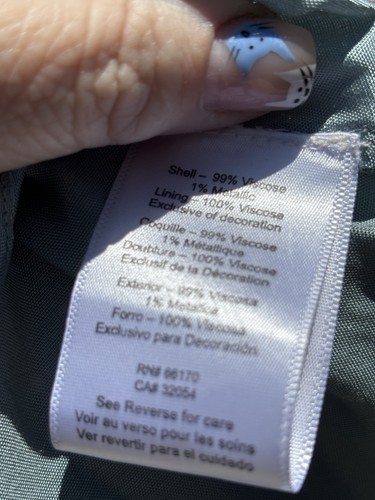 Shell – 99% Viscose
1% Metallic
Lining – 100% Viscose
Exclusive of decoration
Coquille – 99% Viscose
1% Métallique
Doublure – 100% Viscose
Exclusif de la Décoration
Exterior – 99% Viscosa
1% Metálica
Forro – 100% Viscosa
Exclusivo para Decoración
RN# 66170
CA# 32054
See Reverse for care
Voir au verso pour les soins
Ver revertir para el cuidado